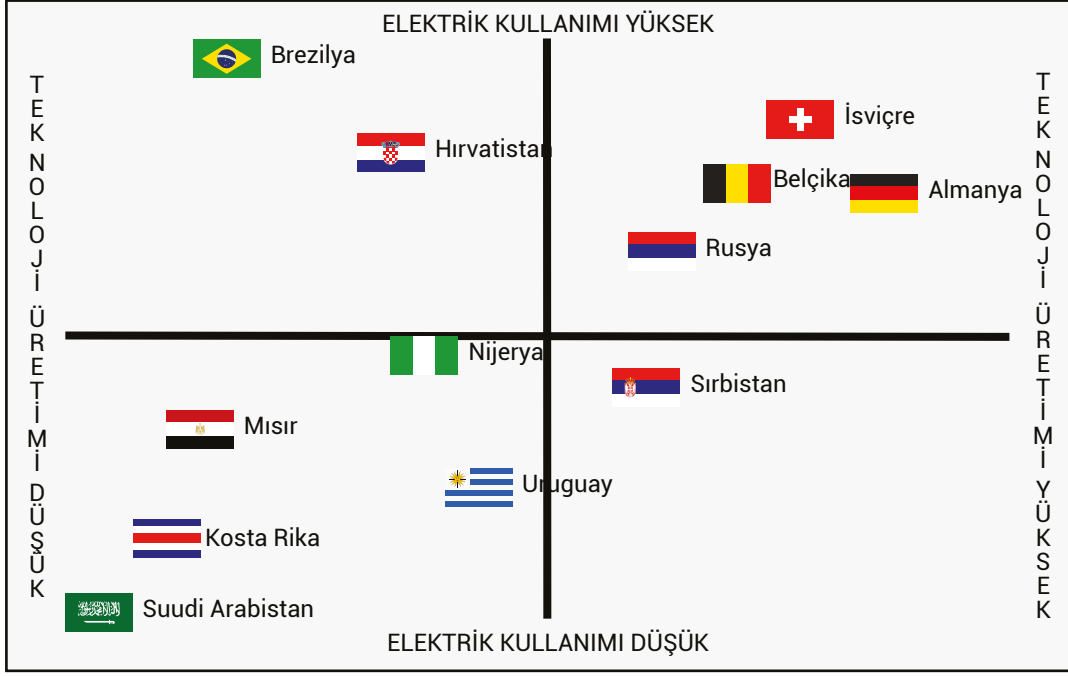 ELEKTRİK KULLANIMI YÜKSEK
TEKNOLOJİ ÜRETİMİ DÜŞÜK
TEKNOLOJİ ÜRETİMİ YÜKSEK
Brezilya
İsviçre
Hırvatistan
Belçika
Almanya
Rusya
Nijerya
Sırbistan
Mısır
Uruguay
Kosta Rika
Suudi Arabistan
ELEKTRİK KULLANIMI DÜŞÜK